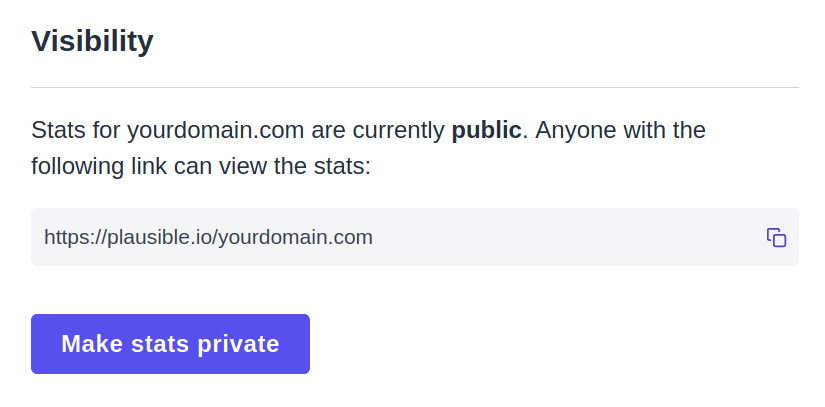 Visibility
Stats for yourdomain.com are currently public. Anyone with the
following link can view the stats:
https://plausible.io/yourdomain.com
Make stats private